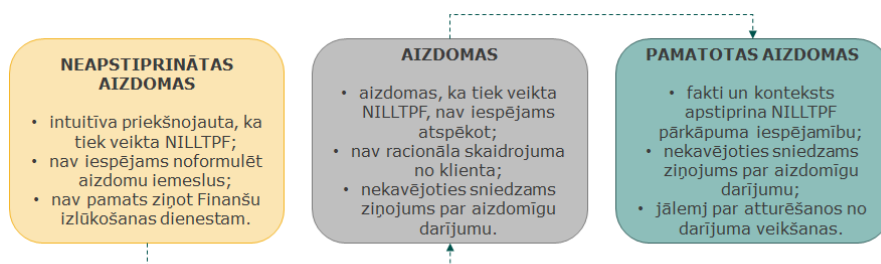 NEAPSTIPRINĀTAS
AIZDOMAS
• intuitīva priekšnojauta, ka
tiek veikta NILLTPF;
• nav iespējams noformulēt
aizdomu iemeslus;
• nav pamats ziņot Finanšu
izlūkošanas dienestam.
AIZDOMAS
• aizdomas, ka tiek veikta
NILLTPF, nav iespējams
atspēkot;
• nav racionāla skaidrojuma
no klienta;
• nekavējoties sniedzams
ziņojums par aizdomīgu
darījumu.
PAMATOTAS AIZDOMAS
• fakti un konteksts
apstiprina NILLTPF
pārkāpuma iespējamību;
• nekavējoties sniedzams
ziņojums par aizdomīgu
darījumu;
• jālemj par atturēšanos no
darījuma veikšanas.